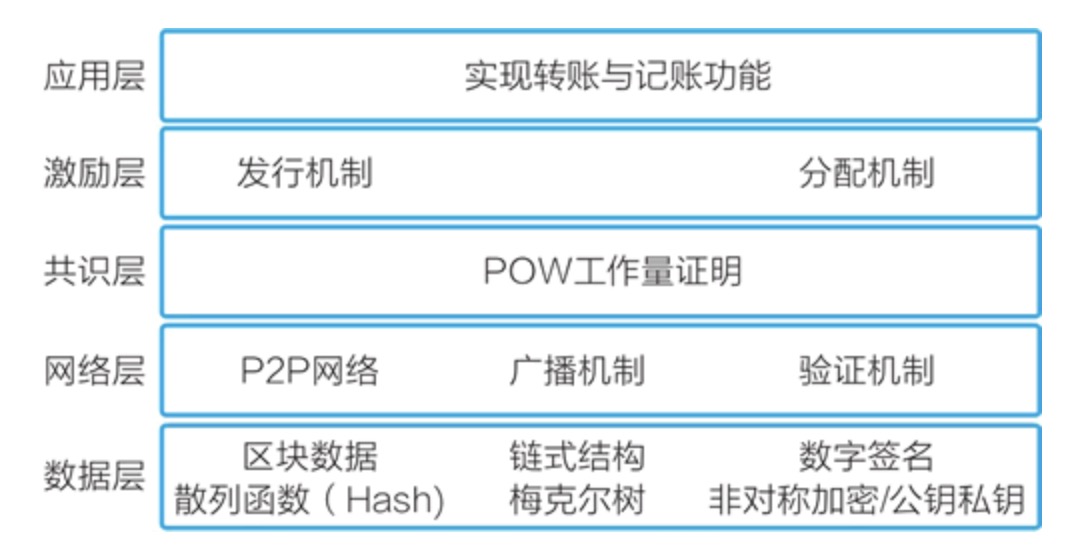 应用层 实现转账与记账功能
激励层 发行机制 分配机制
共识层 POW工作量证明
网络层 P2P网络 广播机制 验证机制
数据层
区块数据 链式结构 数字签名
散列函数（Hash) 梅克尔树 非对称加密/公钥私钥